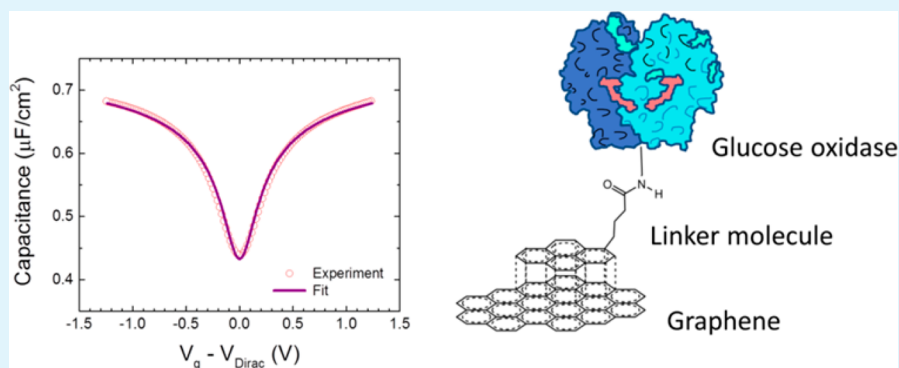 Capacitance (μF/cm²)
0.7
0.6
0.5
0.4
Experiment
Fit
-1.5 -1.0 -0.5 0.0 0.5 1.0 1.5
V_g - V_Dirac (V)
Glucose oxidase
O
N
H
Linker molecule
Graphene